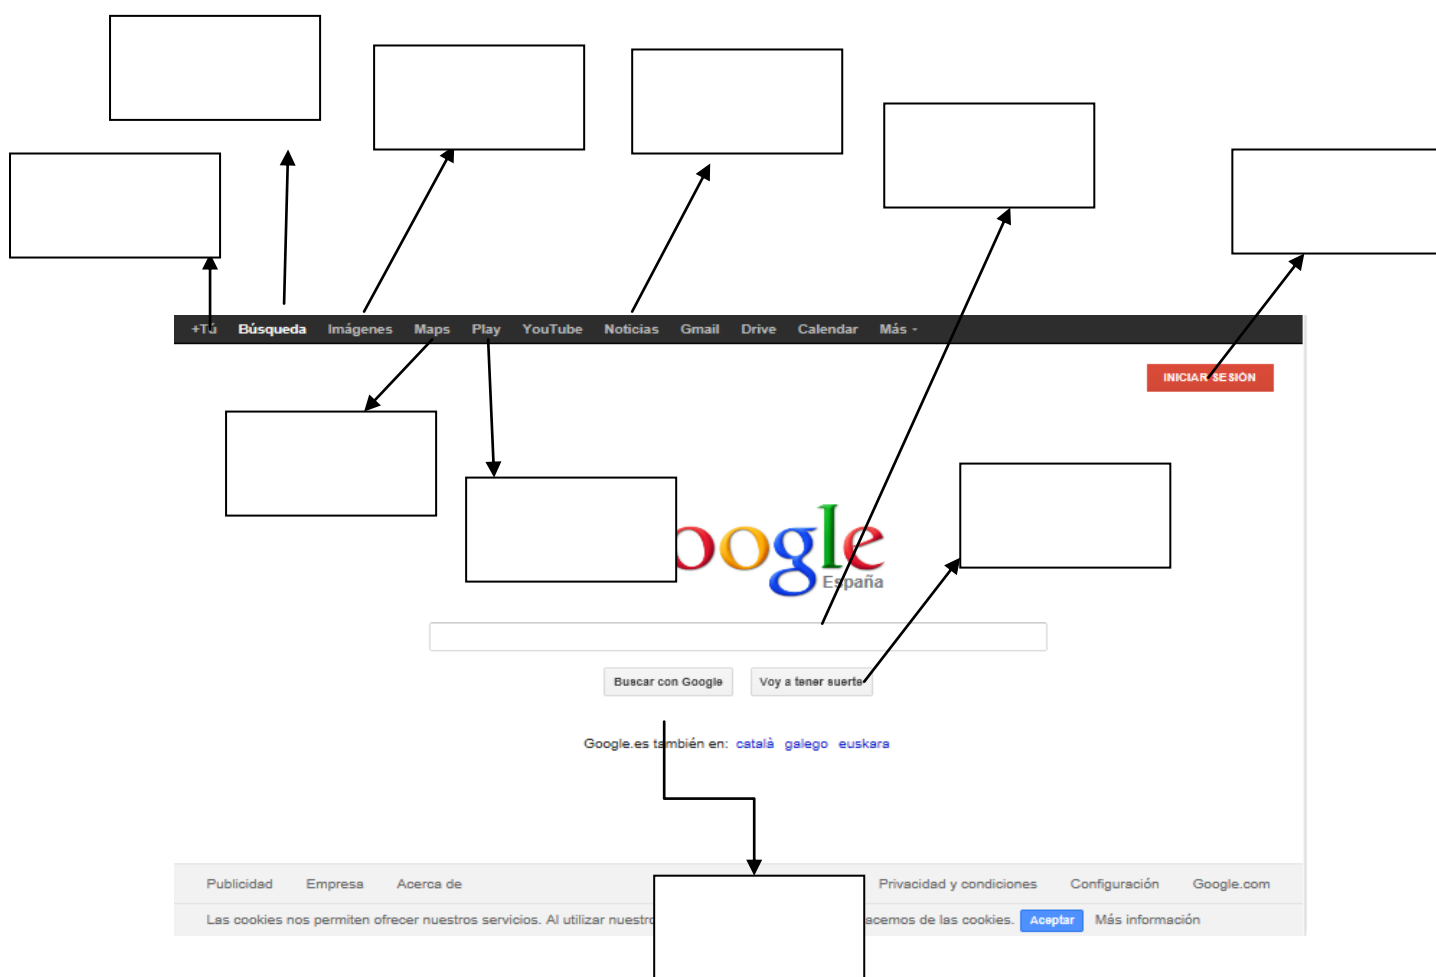 +Tú Búsqueda Imágenes Maps Play YouTube Noticias Gmail Drive Calendar Más
INICIAR SESIÓN
oogle
España
Buscar con Google Voy a tener suerte
Google.es también en: català galego euskara
Publicidad Empresa Acerca de Privacidad y condiciones Configuración Google.com
Las cookies nos permiten ofrecer nuestros servicios. Al utilizar nuestro acemos de las cookies. Aceptar Más información